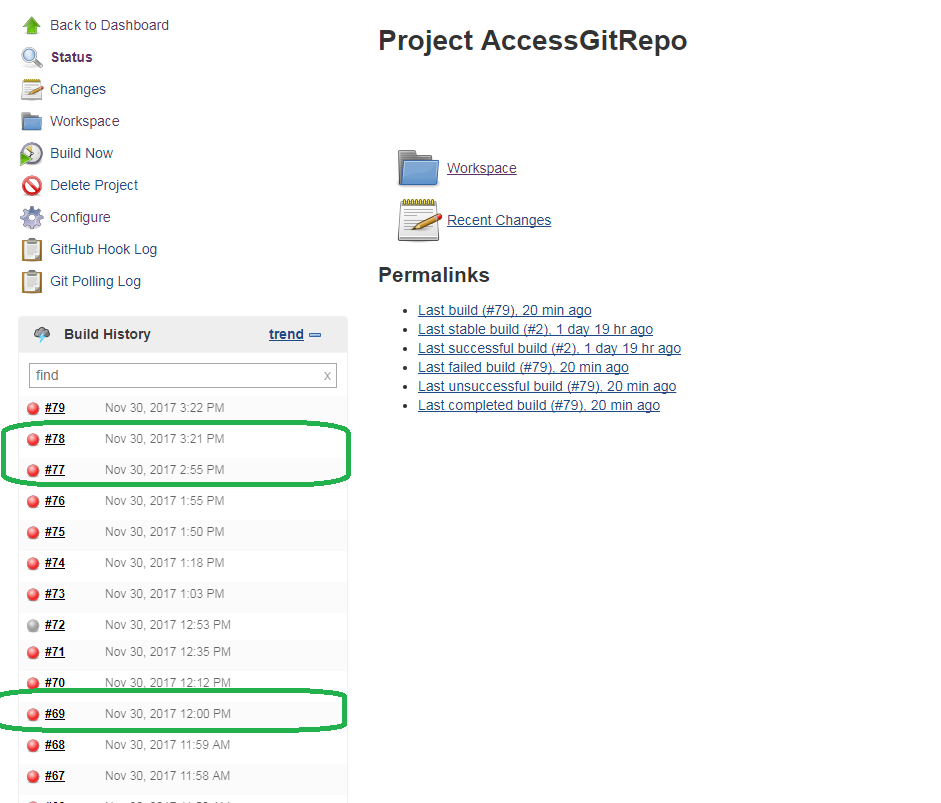 Back to Dashboard
Status
Changes
Workspace
Build Now
Delete Project
Configure
GitHub Hook Log
Git Polling Log
Build History trend
find x
#79 Nov 30, 2017 3:22 PM
#78 Nov 30, 2017 3:21 PM
#77 Nov 30, 2017 2:55 PM
#76 Nov 30, 2017 1:55 PM
#75 Nov 30, 2017 1:50 PM
#74 Nov 30, 2017 1:18 PM
#73 Nov 30, 2017 1:03 PM
#72 Nov 30, 2017 12:53 PM
#71 Nov 30, 2017 12:35 PM
#70 Nov 30, 2017 12:12 PM
#69 Nov 30, 2017 12:00 PM
#68 Nov 30, 2017 11:59 AM
#67 Nov 30, 2017 11:58 AM
Project AccessGitRepo
Workspace
Recent Changes
Permalinks
Last build (#79), 20 min ago
Last stable build (#2), 1 day 19 hr ago
Last successful build (#2), 1 day 19 hr ago
Last failed build (#79), 20 min ago
Last unsuccessful build (#79), 20 min ago
Last completed build (#79), 20 min ago